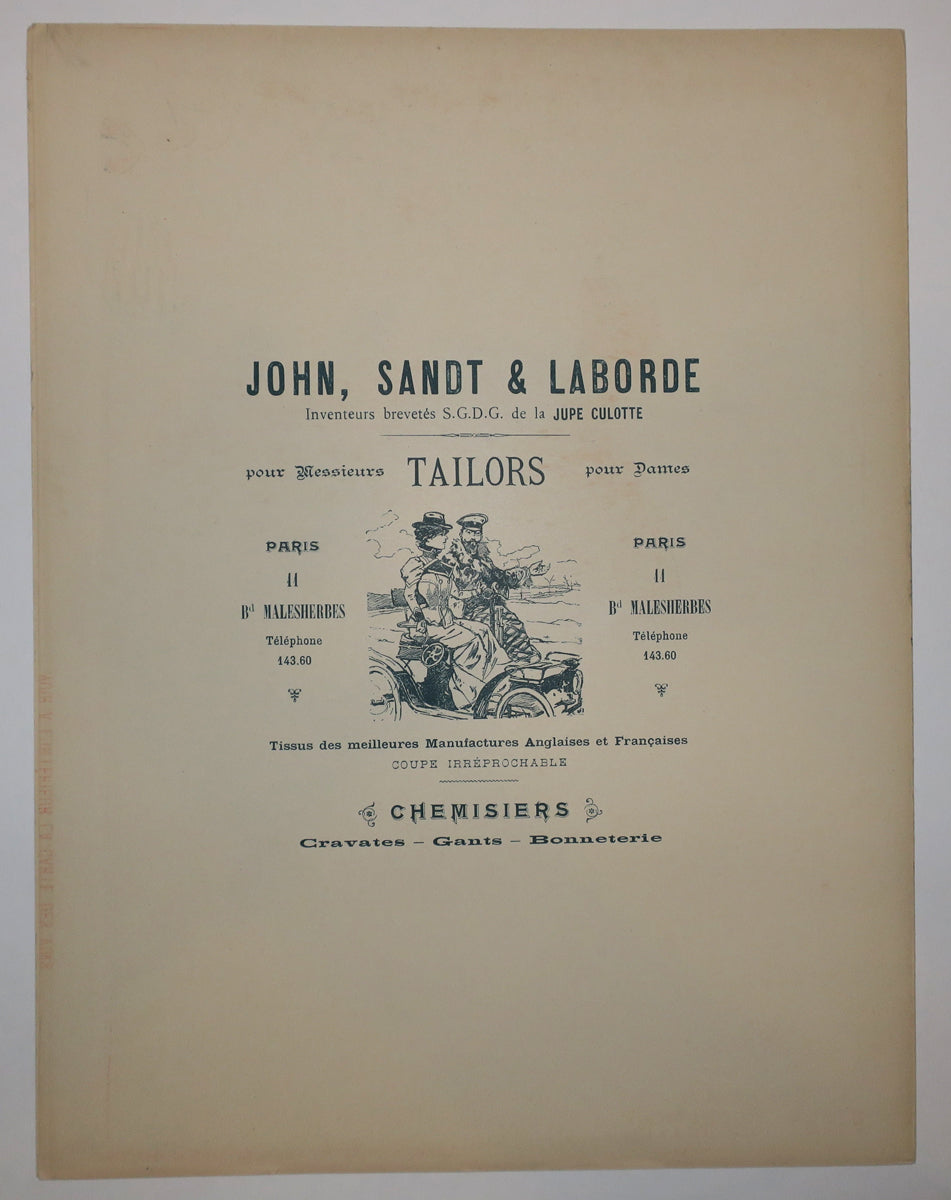 JOHN, SANDT & LABORDE
Inventeurs brevetés S.G.D.G. de la JUPE CULOTTE
pour Messieurs TAILORS pour Dames
PARIS
11
Bd MALESHERBES
Téléphone
143.60
PARIS
11
Bd MALESHERBES
Téléphone
143.60
Tissus des meilleures Manufactures Anglaises et Françaises
COUPE IRRÉPROCHABLE
CHEMISIERS
Cravates – Gants – Bonneterie